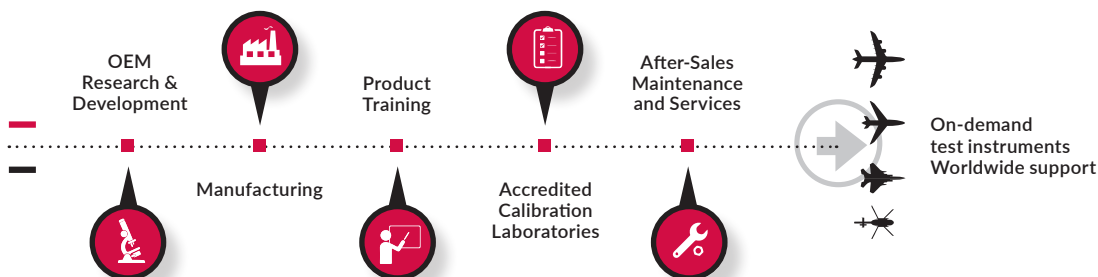 OEM
Research &
Development
Manufacturing
Product
Training
Accredited
Calibration
Laboratories
After-Sales
Maintenance
and Services
On-demand
test instruments
Worldwide support